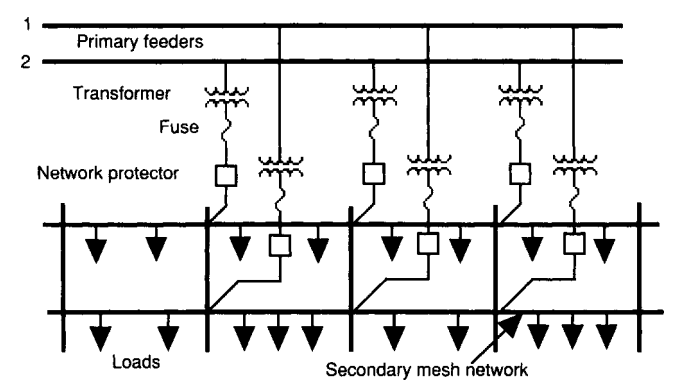 1
Primary feeders
2
Transformer
Fuse
Network protector
Loads
Secondary mesh network